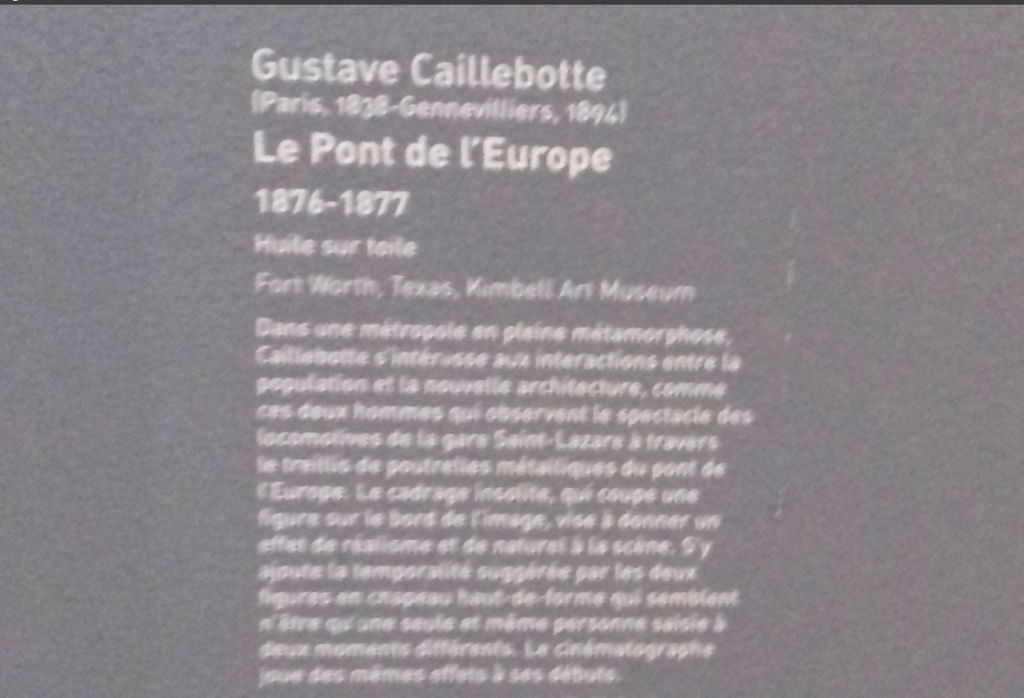 Gustave Caillebotte
(Paris, 1838-Gennevilliers, 1894)
Le Pont de l'Europe
1876-1877
Huile sur toile
Fort Worth, Texas, Kimbell Art Museum
Dans une métropole en pleine métamorphose,
Caillebotte s'intéresse aux interactions entre la
population et la nouvelle architecture, comme
ces deux hommes qui observent le spectacle des
locomotives de la gare Saint-Lazare à travers
le treillis de poutrelles métalliques du pont de
l'Europe. Le cadrage insolite, qui coupe une
figure sur le bord de l'image, vise à donner un
effet de réalisme et de naturel à la scène. S'y
ajoute la temporalité suggérée par les deux
figures en chapeau haut-de-forme qui semblent
n'être qu'une seule et même personne saisie à
deux moments différents. Le cinématographe
joue des mêmes effets à ses débuts.